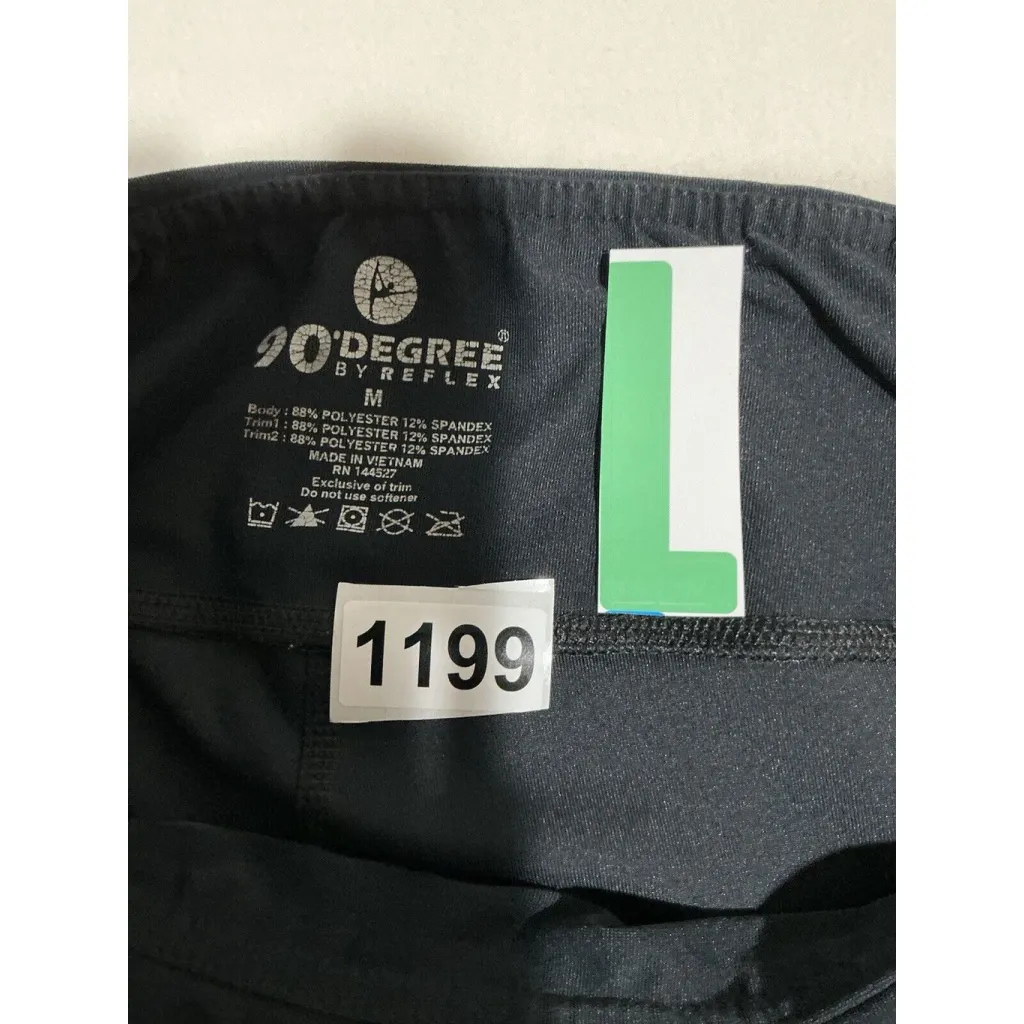 90°DEGREE®
BY REFLEX
M
Body : 88% POLYESTER 12% SPANDEX
Trim1 : 88% POLYESTER 12% SPANDEX
Trim2 : 88% POLYESTER 12% SPANDEX
MADE IN VIETNAM
RN 144527
Exclusive of trim
Do not use softener
L
1199